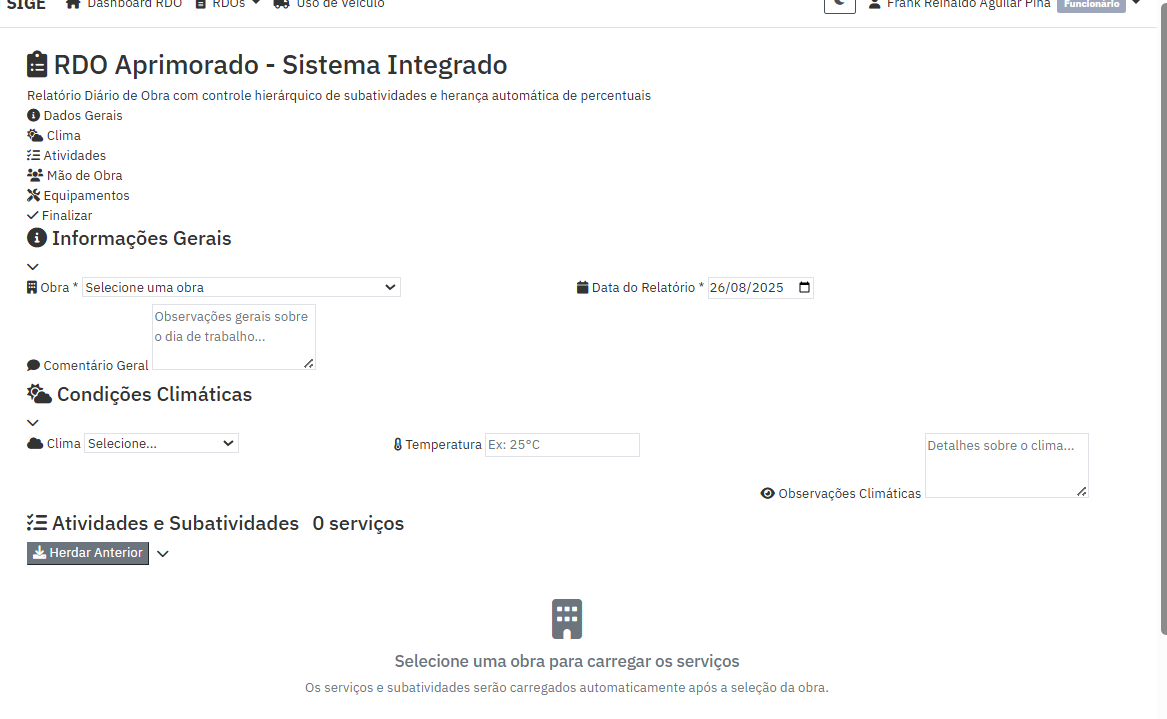 SIGE Dashboard RDO RDOs Uso de Veículo Frank Reinaldo Aguilar Pina Funcionário
RDO Aprimorado - Sistema Integrado
Relatório Diário de Obra com controle hierárquico de subatividades e herança automática de percentuais
Dados Gerais
Clima
Atividades
Mão de Obra
Equipamentos
Finalizar
Informações Gerais
Obra * Selecione uma obra Data do Relatório * 26/08/2025
Observações gerais sobre
o dia de trabalho...
Comentário Geral
Condições Climáticas
Clima Selecione... Temperatura Ex: 25°C Detalhes sobre o clima...
Observações Climáticas
Atividades e Subatividades 0 serviços
Herdar Anterior
Selecione uma obra para carregar os serviços
Os serviços e subatividades serão carregados automaticamente após a seleção da obra.